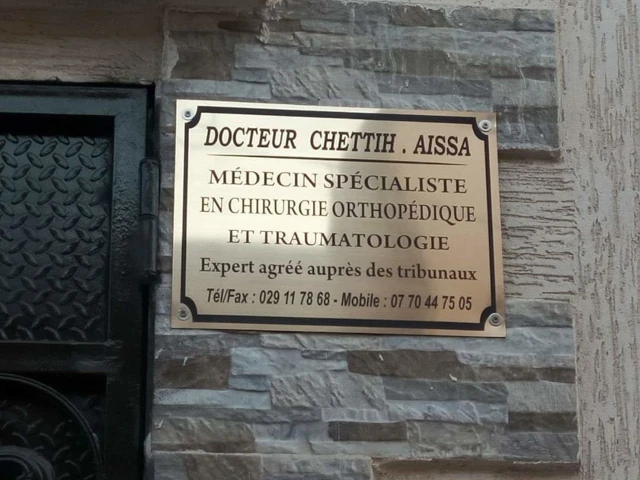 DOCTEUR CHETTIH . AISSA
MÉDECIN SPÉCIALISTE
EN CHIRURGIE ORTHOPÉDIQUE
ET TRAUMATOLOGIE
Expert agréé auprès des tribunaux
Tél/Fax : 029 11 78 68 - Mobile : 07 70 44 75 05